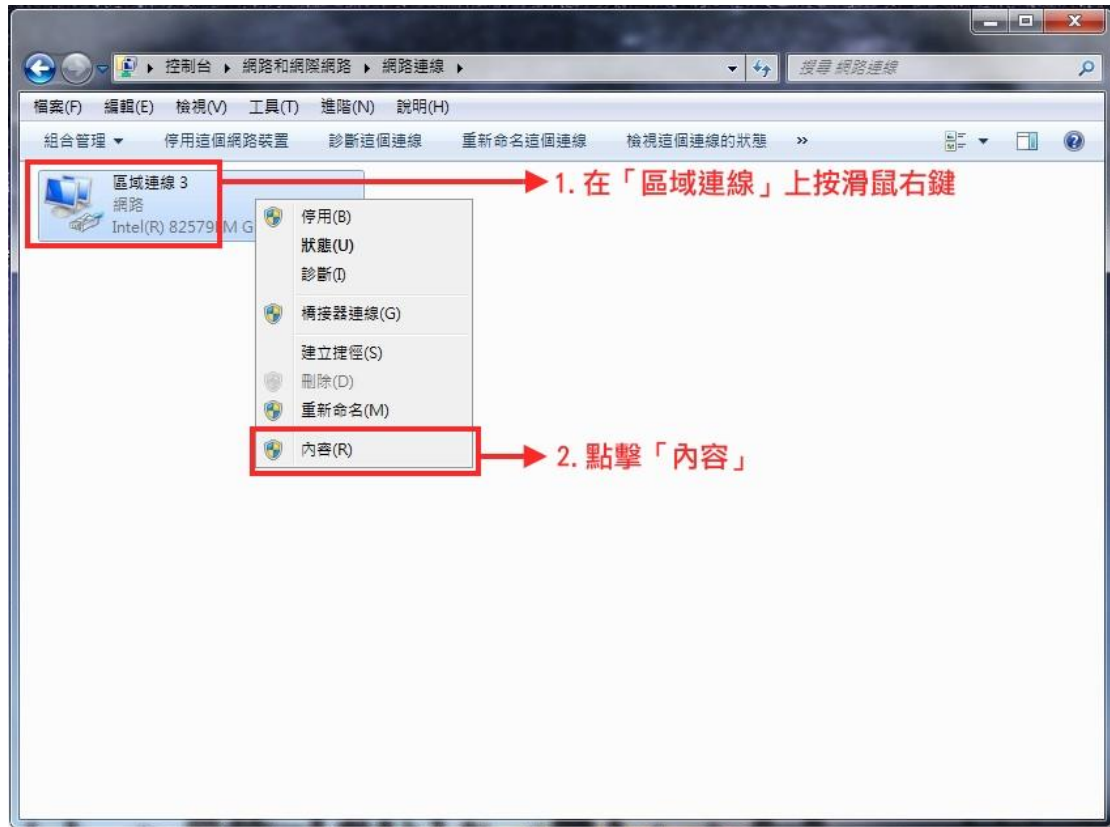 控制台 ▸ 網路和網際網路 ▸ 網路連線 ▸
搜尋 網路連線
檔案(F) 編輯(E) 檢視(V) 工具(T) 進階(N) 說明(H)
組合管理 ▼ 停用這個網路裝置 診斷這個連線 重新命名這個連線 檢視這個連線的狀態 »
區域連線 3
網路
Intel(R) 82579LM G
1. 在「區域連線」上按滑鼠右鍵
停用(B)
狀態(U)
診斷(I)
橋接器連線(G)
建立捷徑(S)
刪除(D)
重新命名(M)
內容(R)
2. 點擊「內容」